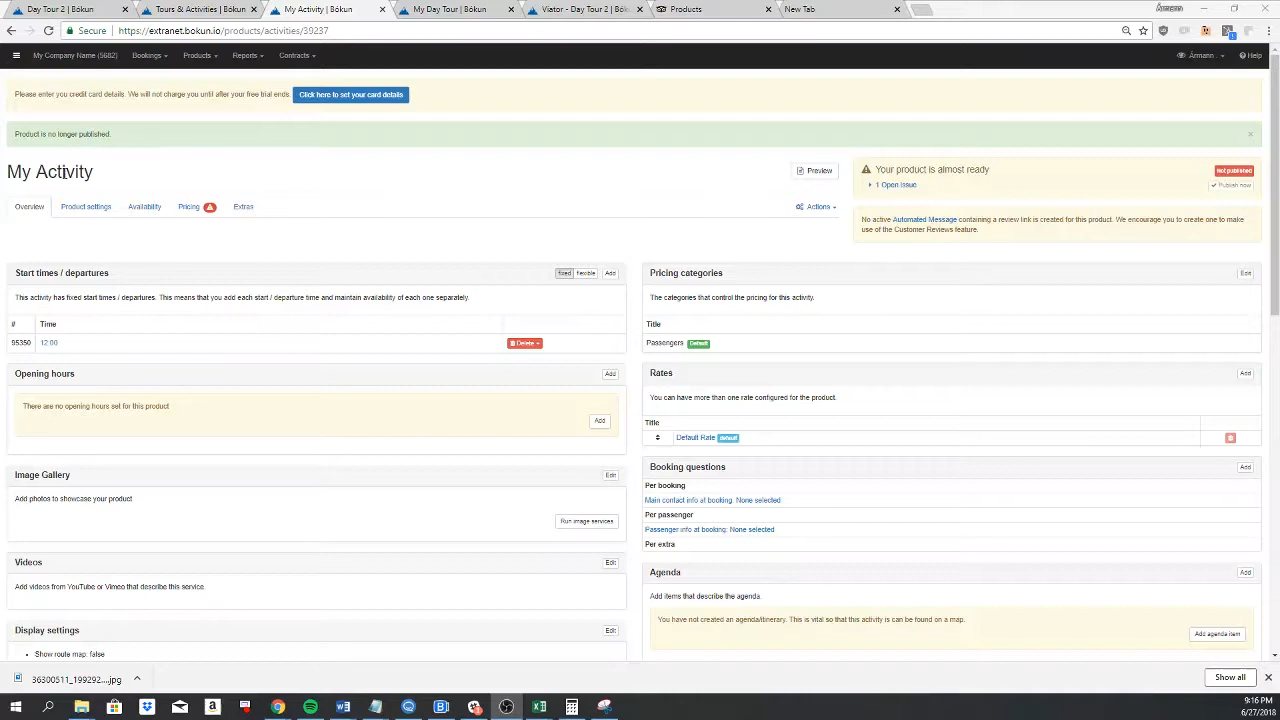 Day Tour 2 | Bókun
Tours & Activities | Bókun
My Activity | Bókun
My Day Tour | Bókun
Viator - Day Tour 2 | Bók
Products
New Tab
Ármann
Secure
https://extranet.bokun.io/products/activities/39237
My Company Name (5682)
Bookings
Products
Reports
Contracts
Ármann .
Help
Please enter you credit card details. We will not charge you until after your free trial ends.
Click here to set your card details
Product is no longer published.
My Activity
Preview
Your product is almost ready
Not published
1 Open Issue
Publish now
Overview
Product settings
Availability
Pricing
Extras
Actions
No active Automated Message containing a review link is created for this product. We encourage you to create one to make
use of the Customer Reviews feature.
Start times / departures
fixed
Flexible
Add
This activity has fixed start times / departures. This means that you add each start / departure time and maintain availability of each one separately.
# Time
95350 12:00
Delete
Opening hours
Add
There are no opening hours set for this product
Add
Image Gallery
Edit
Add photos to showcase your product
Run image services
Videos
Edit
Add videos from YouTube or Vimeo that describe this service.
Display settings
Edit
Show route map: false
Pricing categories
Edit
The categories that control the pricing for this activity.
Title
Passengers Default
Rates
Add
You can have more than one rate configured for the product.
Title
Default Rate default
Booking questions
Add
Per booking
Main contact info at booking: None selected
Per passenger
Passenger info at booking: None selected
Per extra
Agenda
Add
Add items that describe the agenda.
You have not created an agenda/itinerary. This is vital so that this activity is can be found on a map.
Add agenda item
36300511_199292....jpg
Show all
9:16 PM
6/27/2018